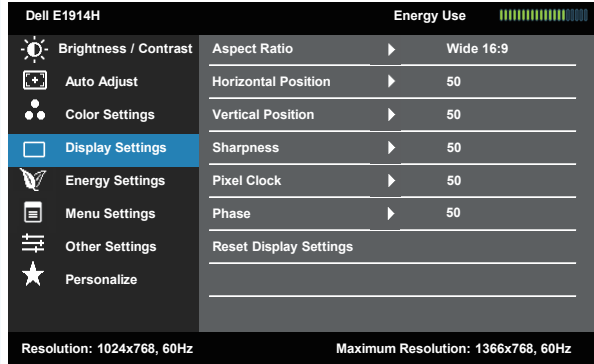 Dell E1914H Energy Use
Brightness / Contrast Aspect Ratio Wide 16:9
Auto Adjust Horizontal Position 50
Color Settings Vertical Position 50
Display Settings Sharpness 50
Energy Settings Pixel Clock 50
Menu Settings Phase 50
Other Settings Reset Display Settings
Personalize
Resolution: 1024x768, 60Hz Maximum Resolution: 1366x768, 60Hz